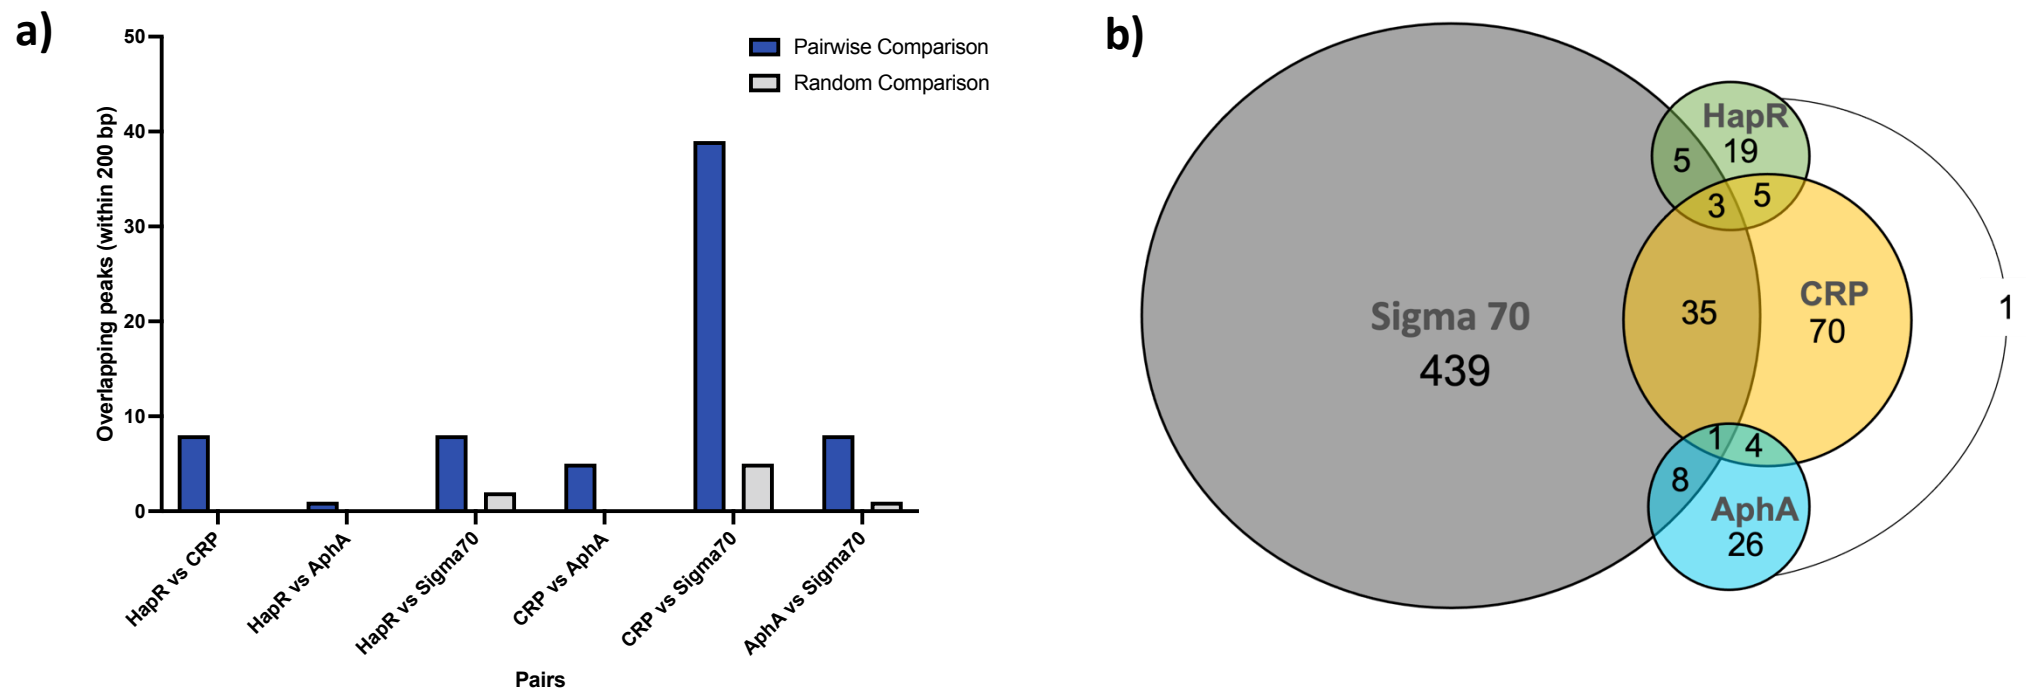 a)
50
40
30
20
10
0
Overlapping peaks (within 200 bp)
Pairwise Comparison
Random Comparison
HapR vs CRP
HapR vs AphA
HapR vs Sigma70
CRP vs AphA
CRP vs Sigma70
AphA vs Sigma70
Pairs
b)
HapR
5
19
3
5
Sigma 70
439
35
CRP
70
1
1
4
8
AphA
26